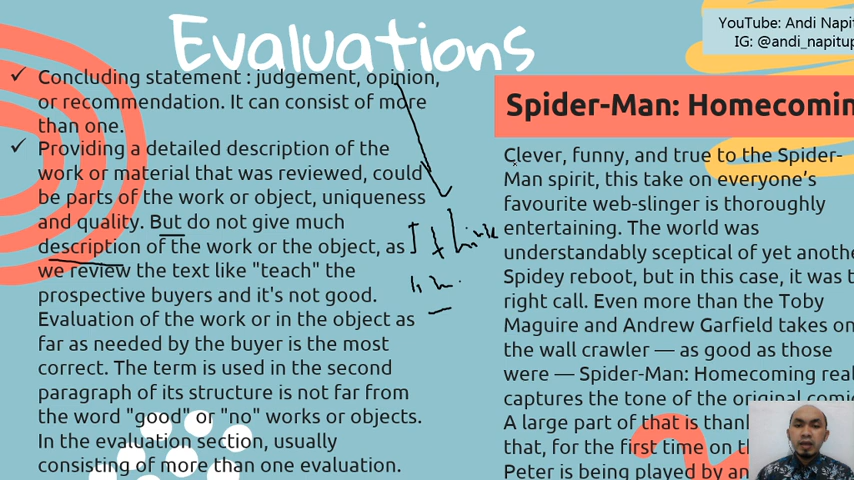 Evaluations
YouTube: Andi Napit
IG: @andi_napitup
Concluding statement : judgement, opinion,
or recommendation. It can consist of more
than one.
Providing a detailed description of the
work or material that was reviewed, could
be parts of the work or object, uniqueness
and quality. But do not give much
description of the work or the object, as
we review the text like "teach" the
prospective buyers and it's not good.
Evaluation of the work or in the object as
far as needed by the buyer is the most
correct. The term is used in the second
paragraph of its structure is not far from
the word "good" or "no" works or objects.
In the evaluation section, usually
consisting of more than one evaluation.
I think
Spider-Man: Homecomin
Clever, funny, and true to the Spider-
Man spirit, this take on everyone's
favourite web-slinger is thoroughly
entertaining. The world was
understandably sceptical of yet anothe
Spidey reboot, but in this case, it was t
right call. Even more than the Toby
Maguire and Andrew Garfield takes on
the wall crawler — as good as those
were — Spider-Man: Homecoming real
captures the tone of the original comic
A large part of that is thank
that, for the first time on th
Peter is being played by an